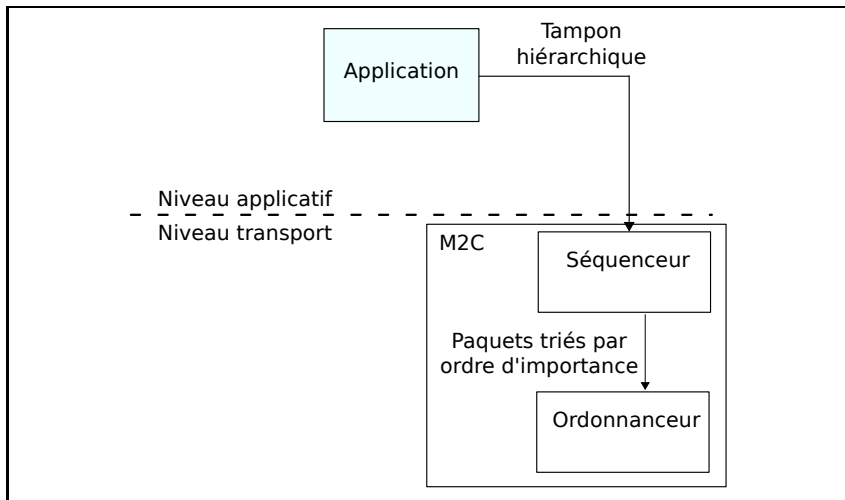 Tampon
hiérarchique
Application
Niveau applicatif
Niveau transport
M2C
Séquenceur
Paquets triés par
ordre d'importance
Ordonnanceur